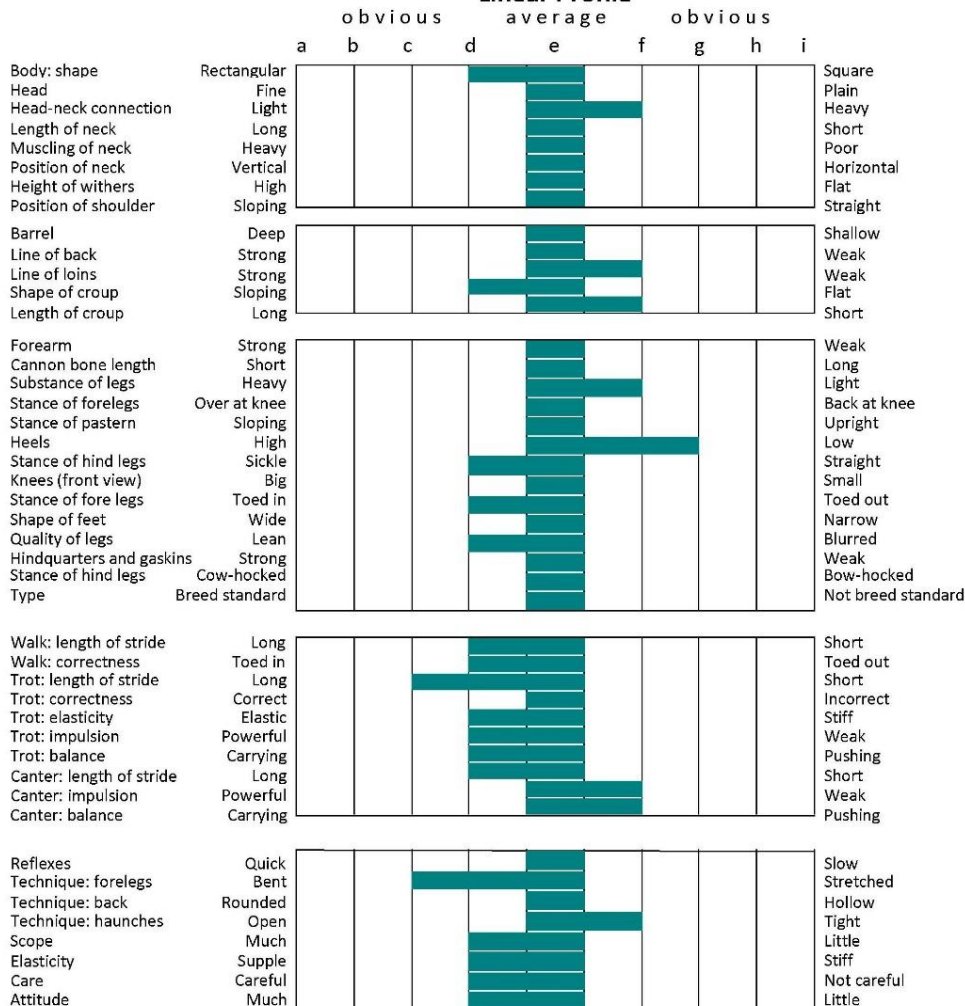 Linear Profile
obvious average obvious
a b c d e f g h i
Body: shape Rectangular Square
Head Fine Plain
Head-neck connection Light Heavy
Length of neck Long Short
Muscling of neck Heavy Poor
Position of neck Vertical Horizontal
Height of withers High Flat
Position of shoulder Sloping Straight
Barrel Deep Shallow
Line of back Strong Weak
Line of loins Strong Weak
Shape of croup Sloping Flat
Length of croup Long Short
Forearm Strong Weak
Cannon bone length Short Long
Substance of legs Heavy Light
Stance of forelegs Over at knee Back at knee
Stance of pastern Sloping Upright
Heels High Low
Stance of hind legs Sickle Straight
Knees (front view) Big Small
Stance of fore legs Toed in Toed out
Shape of feet Wide Narrow
Quality of legs Lean Blurred
Hindquarters and gaskins Strong Weak
Stance of hind legs Cow-hocked Bow-hocked
Type Breed standard Not breed standard
Walk: length of stride Long Short
Walk: correctness Toed in Toed out
Trot: length of stride Long Short
Trot: correctness Correct Incorrect
Trot: elasticity Elastic Stiff
Trot: impulsion Powerful Weak
Trot: balance Carrying Pushing
Canter: length of stride Long Short
Canter: impulsion Powerful Weak
Canter: balance Carrying Pushing
Reflexes Quick Slow
Technique: forelegs Bent Stretched
Technique: back Rounded Hollow
Technique: haunches Open Tight
Scope Much Little
Elasticity Supple Stiff
Care Careful Not careful
Attitude Much Little